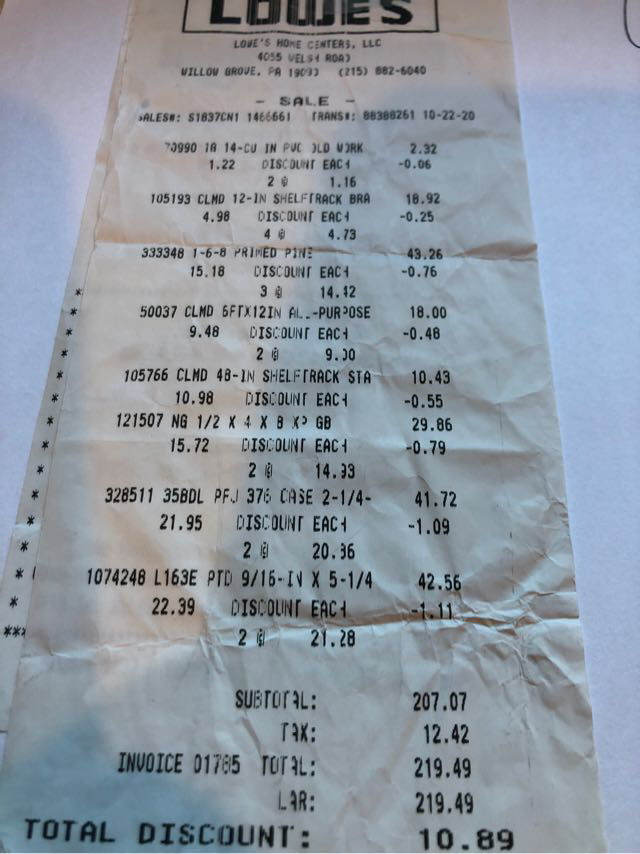 LOWE'S
LOWE'S HOME CENTERS, LLC
4055 WELSH ROAD
WILLOW GROVE, PA 19090 (215) 882-6040
- SALE -
SALES#: S1837CN1 1466661 TRANS#: 88388261 10-22-20
70990 18 14-CU IN PVC OLD WORK 2.32
1.22 DISCOUNT EACH -0.06
2 @ 1.16
105193 CLMD 12-IN SHELFTRACK BRA 18.92
4.98 DISCOUNT EACH -0.25
4 @ 4.73
333348 1-6-8 PRIMED PINE 43.26
15.18 DISCOUNT EACH -0.76
3 @ 14.42
50037 CLMD 6FTX12IN ALL-PURPOSE 18.00
9.48 DISCOUNT EACH -0.48
2 @ 9.00
105766 CLMD 48-IN SHELFTRACK STA 10.43
10.98 DISCOUNT EACH -0.55
121507 NG 1/2 X 4 X 8 XP GB 29.86
15.72 DISCOUNT EACH -0.79
2 @ 14.93
328511 358DL PFJ 376 CASE 2-1/4- 41.72
21.95 DISCOUNT EACH -1.09
2 @ 20.86
1074248 L163E PTD 9/16-IN X 5-1/4 42.56
22.39 DISCOUNT EACH -1.11
2 @ 21.28
SUBTOTAL: 207.07
TAX: 12.42
INVOICE 01785 TOTAL: 219.49
LAR: 219.49
TOTAL DISCOUNT: 10.89